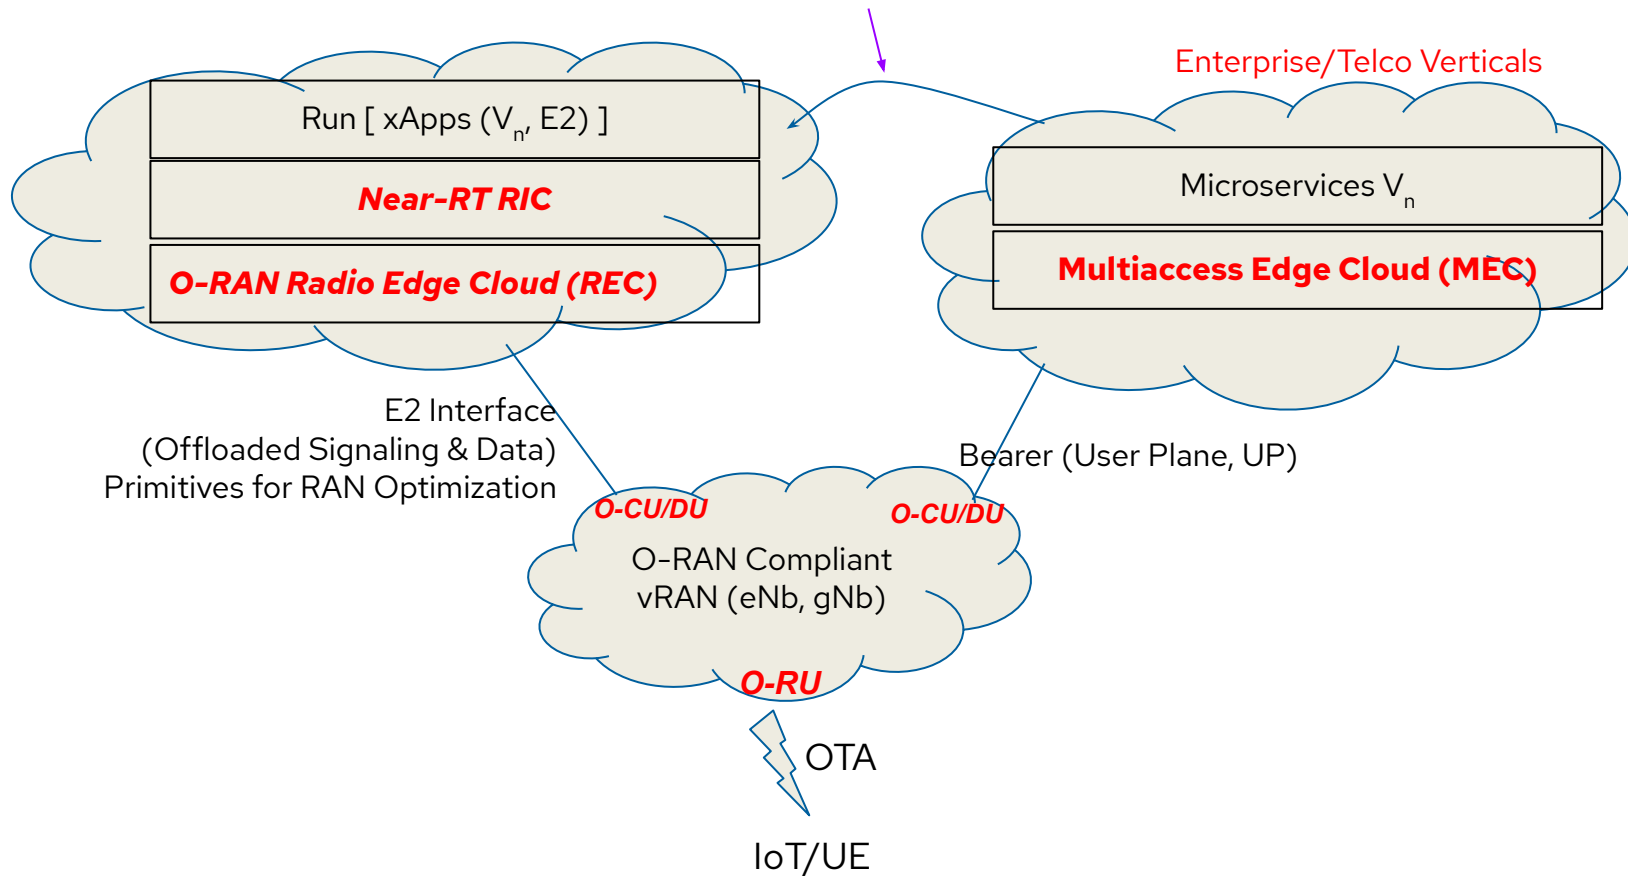 Enterprise/Telco Verticals
Run [ xApps (Vn, E2) ]
Near-RT RIC
O-RAN Radio Edge Cloud (REC)
Microservices Vn
Multiaccess Edge Cloud (MEC)
E2 Interface
(Offloaded Signaling & Data)
Primitives for RAN Optimization
Bearer (User Plane, UP)
O-CU/DU
O-CU/DU
O-RAN Compliant
vRAN (eNb, gNb)
O-RU
OTA
IoT/UE